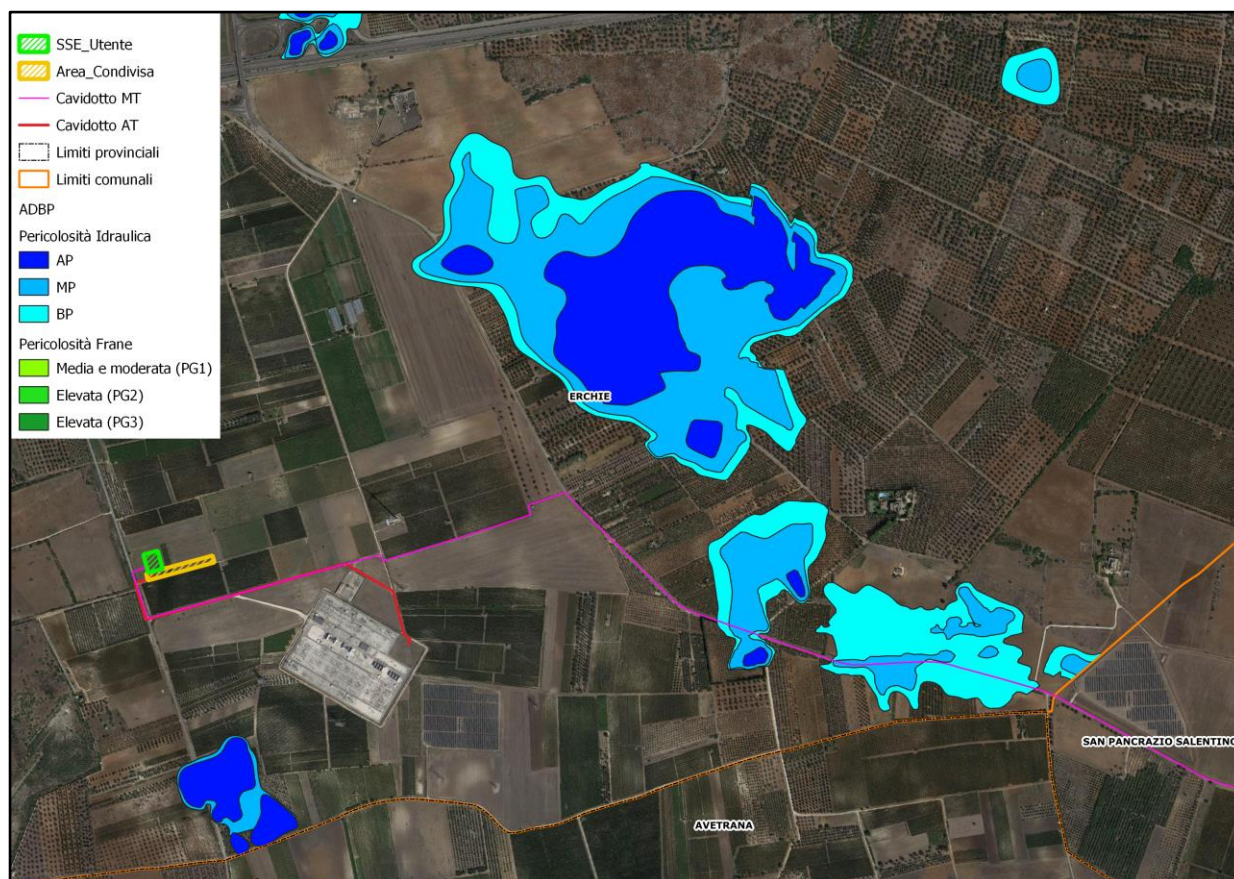 SSE_Utente
Area_Condivisa
Cavidotto MT
Cavidotto AT
Limiti provinciali
Limiti comunali
ADBP
Pericolosità Idraulica
AP
MP
BP
Pericolosità Frane
Media e moderata (PG1)
Elevata (PG2)
Elevata (PG3)
ERCHIE
SAN PANCRAZIO SALENTINO
AVETRANA